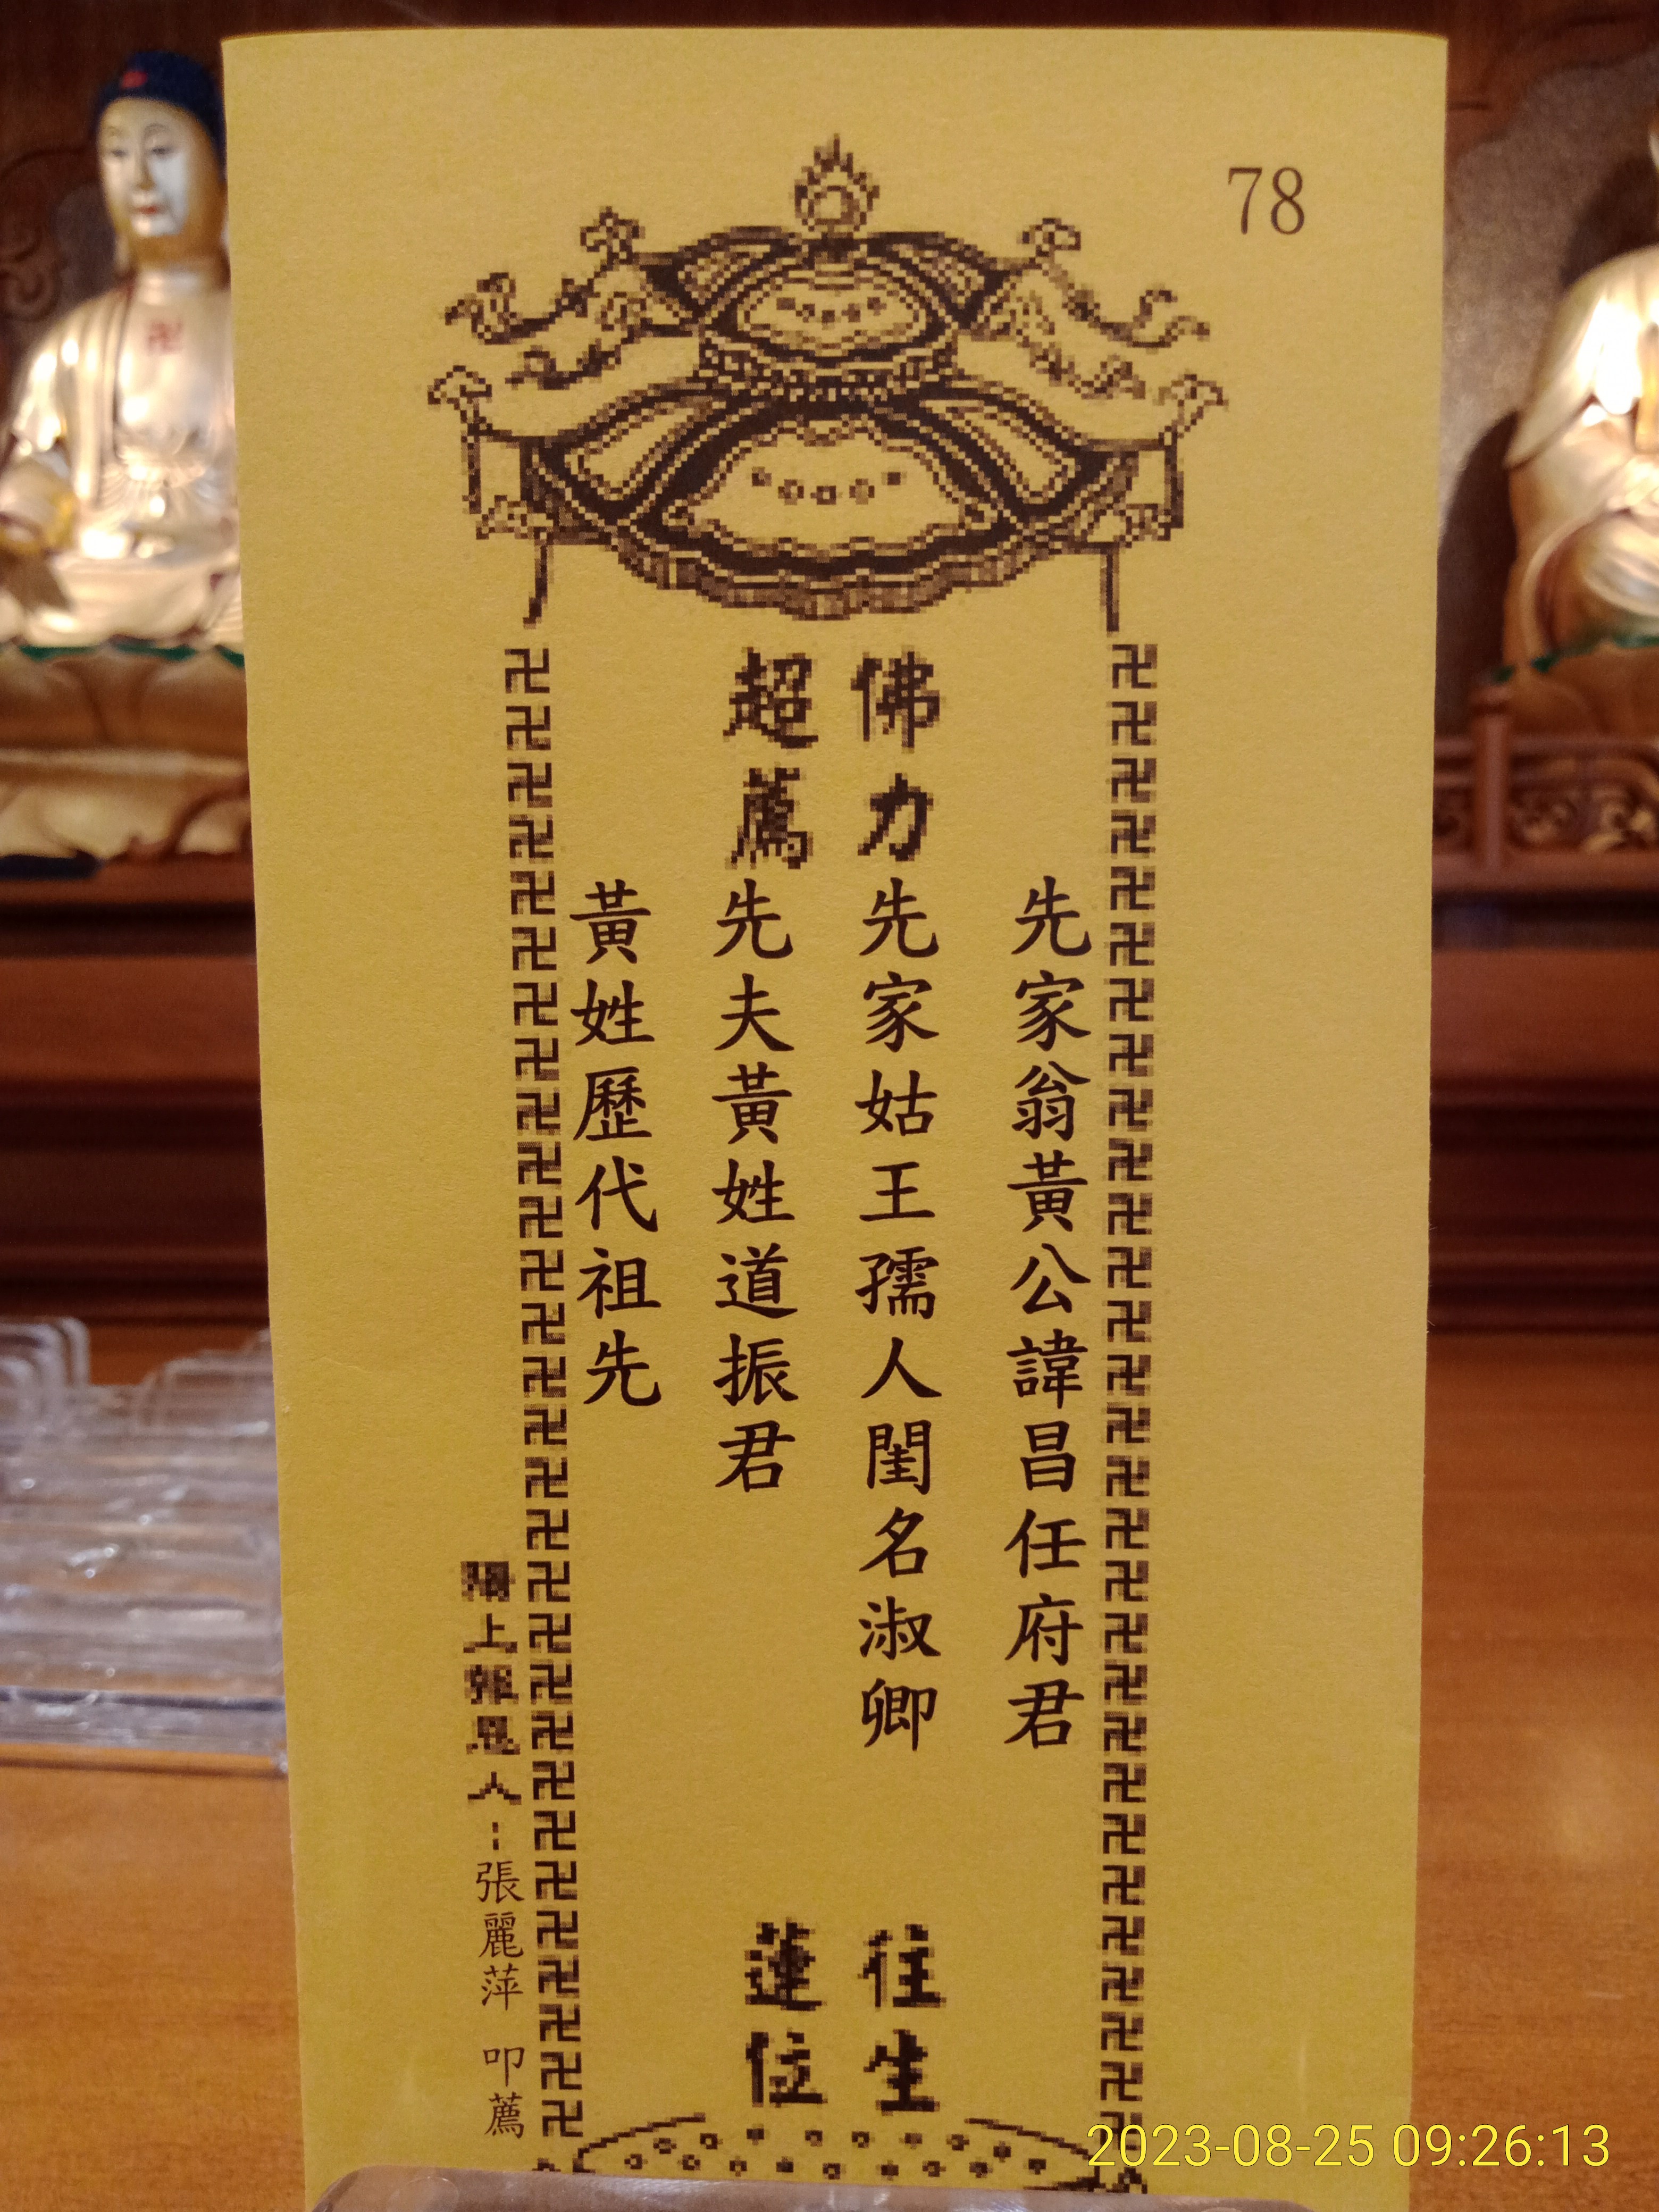 78
佛力
超薦
先家翁黃公諱昌任府君
先家姑王孺人閨名淑卿
先夫黃姓道振君
黃姓歷代祖先
往生
蓮位
陽上報恩人:張麗萍 叩薦
2023-08-25 09:26:13